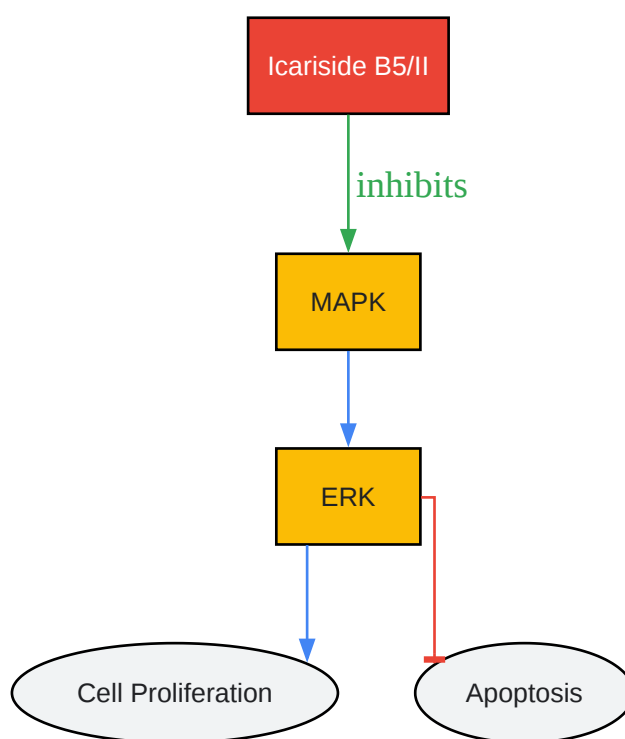 Icariside B5/II
inhibits
MAPK
ERK
Cell Proliferation
Apoptosis